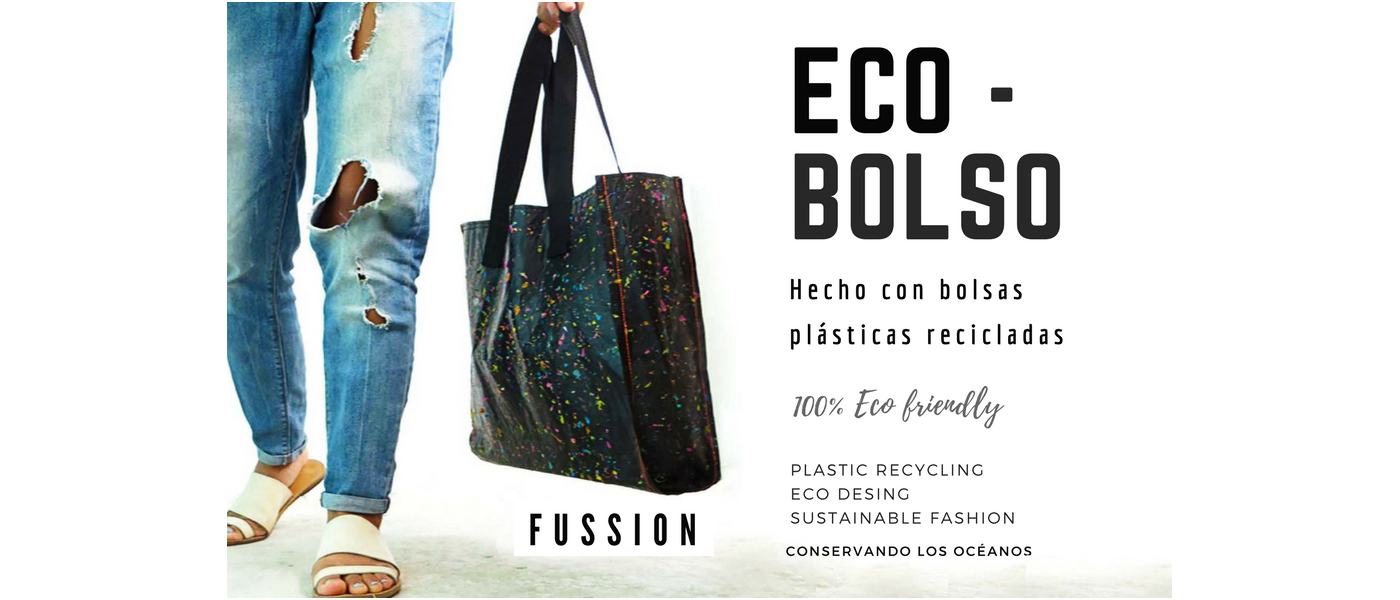 ECO -
BOLSO
Hecho con bolsas
plásticas recicladas
100% Eco friendly
PLASTIC RECYCLING
ECO DESING
SUSTAINABLE FASHION
CONSERVANDO LOS OCÉANOS
FUSSION